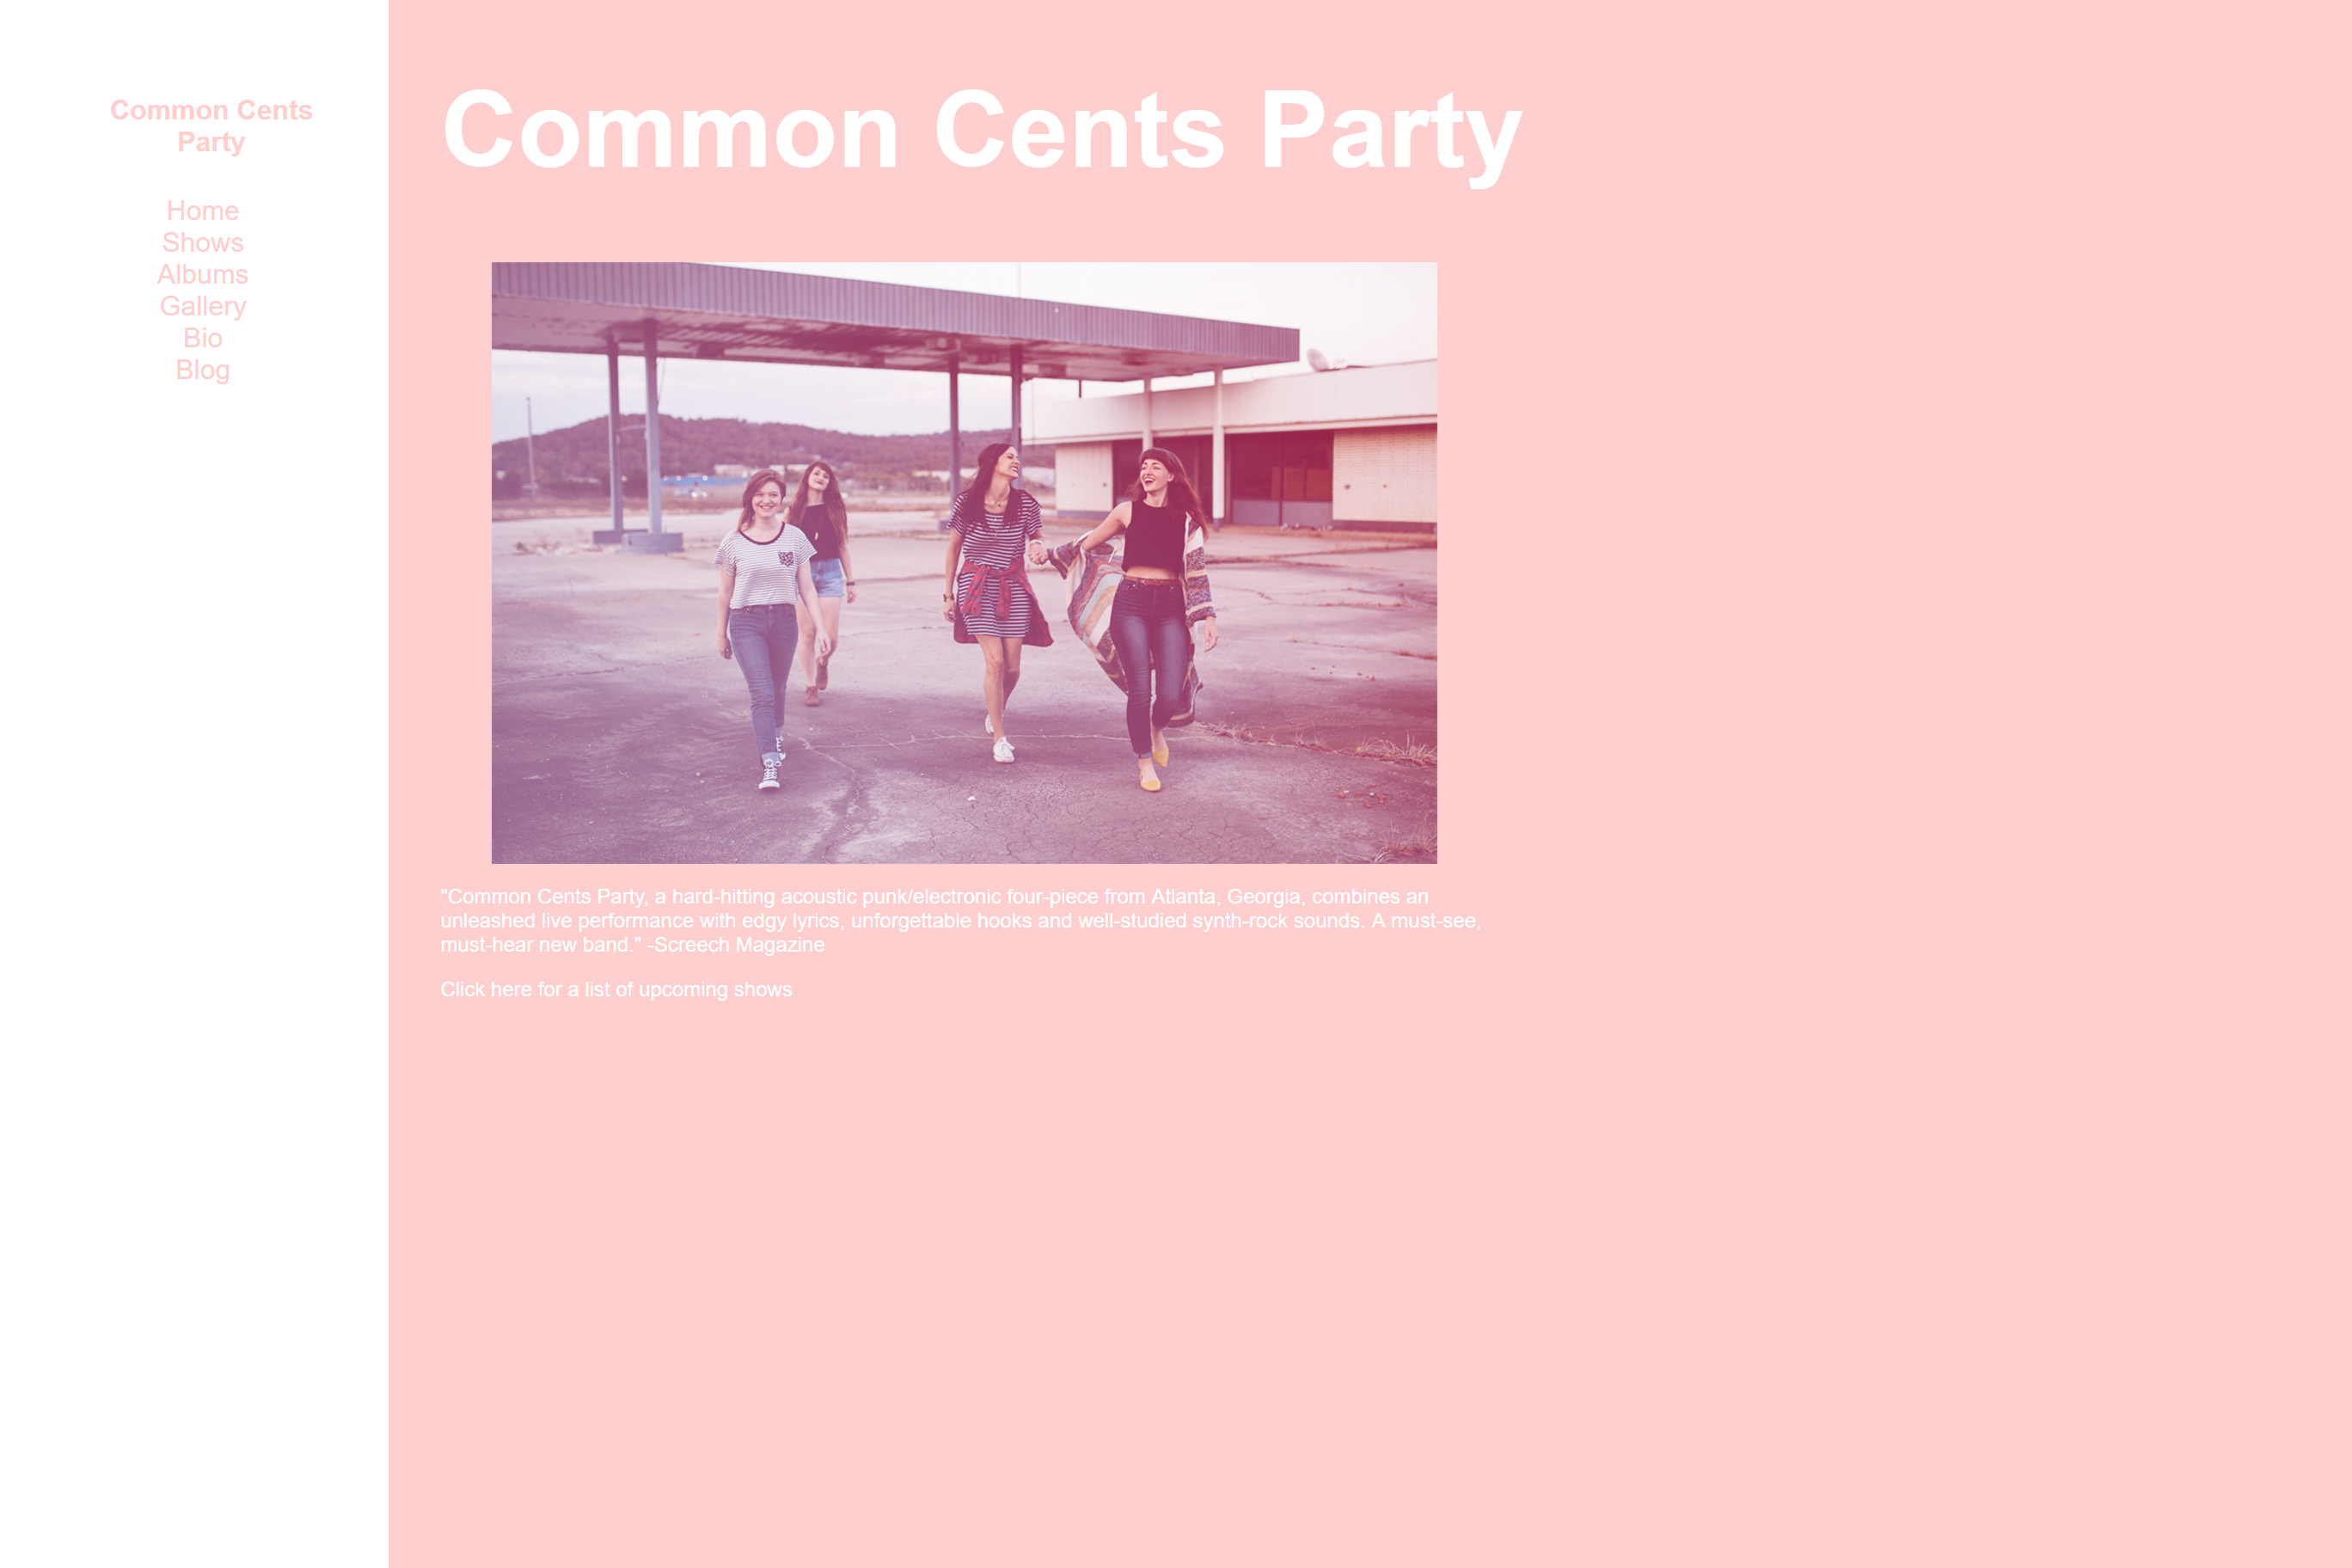 Common Cents
Party
Home
Shows
Albums
Gallery
Bio
Blog
Common Cents Party
"Common Cents Party, a hard-hitting acoustic punk/electronic four-piece from Atlanta, Georgia, combines an
unleashed live performance with edgy lyrics, unforgettable hooks and well-studied synth-rock sounds. A must-see,
must-hear new band." -Screech Magazine
Click here for a list of upcoming shows